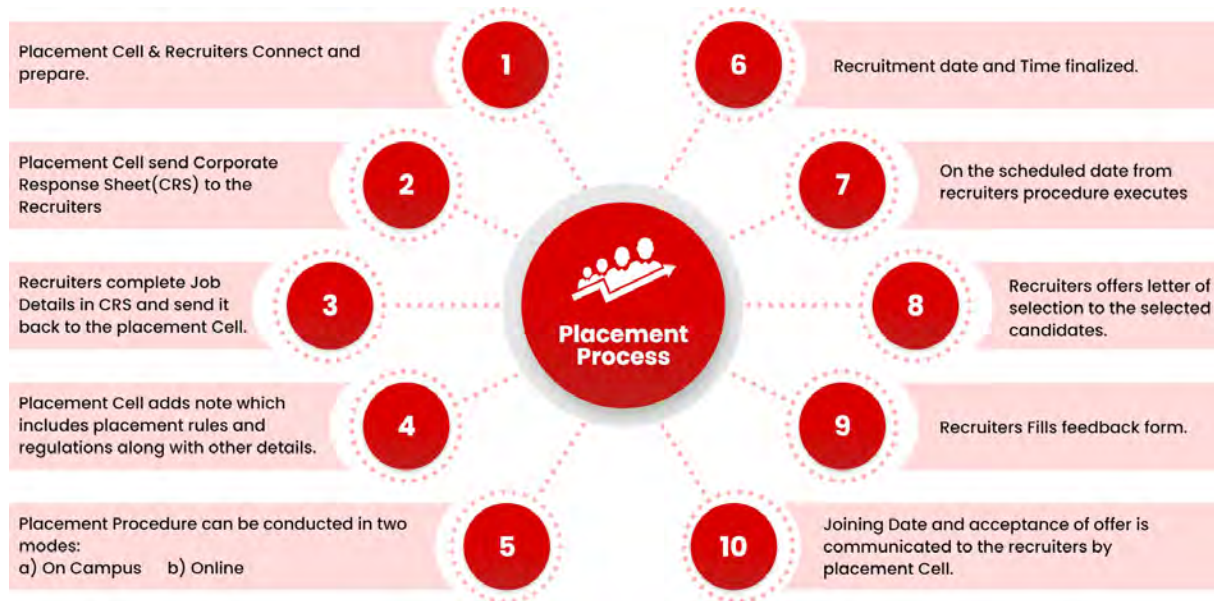 1
Placement Cell & Recruiters Connect and
prepare.
2
Placement Cell send Corporate
Response Sheet(CRS) to the
Recruiters
3
Recruiters complete Job
Details in CRS and send it
back to the placement Cell.
4
Placement Cell adds note which
includes placement rules and
regulations along with other details.
5
Placement Procedure can be conducted in two
modes:
a) On Campus b) Online
Placement
Process
6
Recruitment date and Time finalized.
7
On the scheduled date from
recruiters procedure executes
8
Recruiters offers letter of
selection to the selected
candidates.
9
Recruiters Fills feedback form.
10
Joining Date and acceptance of offer is
communicated to the recruiters by
placement Cell.